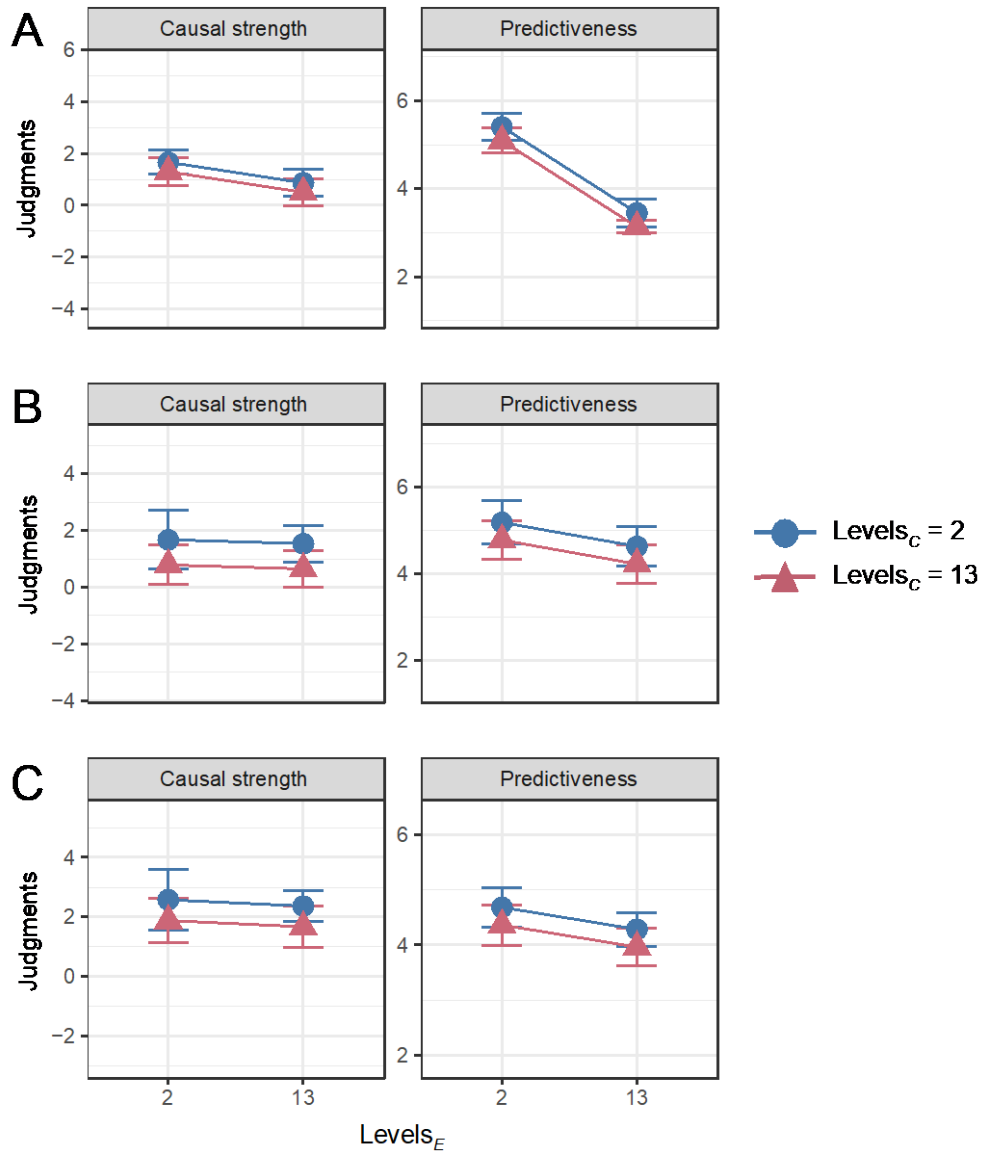 A
Causal strength
Predictiveness
Judgments
6
4
2
0
−2
−4
6
4
2
B
Causal strength
Predictiveness
Judgments
4
2
0
−2
−4
6
4
2
Levels_C = 2
Levels_C = 13
C
Causal strength
Predictiveness
Judgments
4
2
0
−2
6
4
2
2 13
2 13
Levels_E